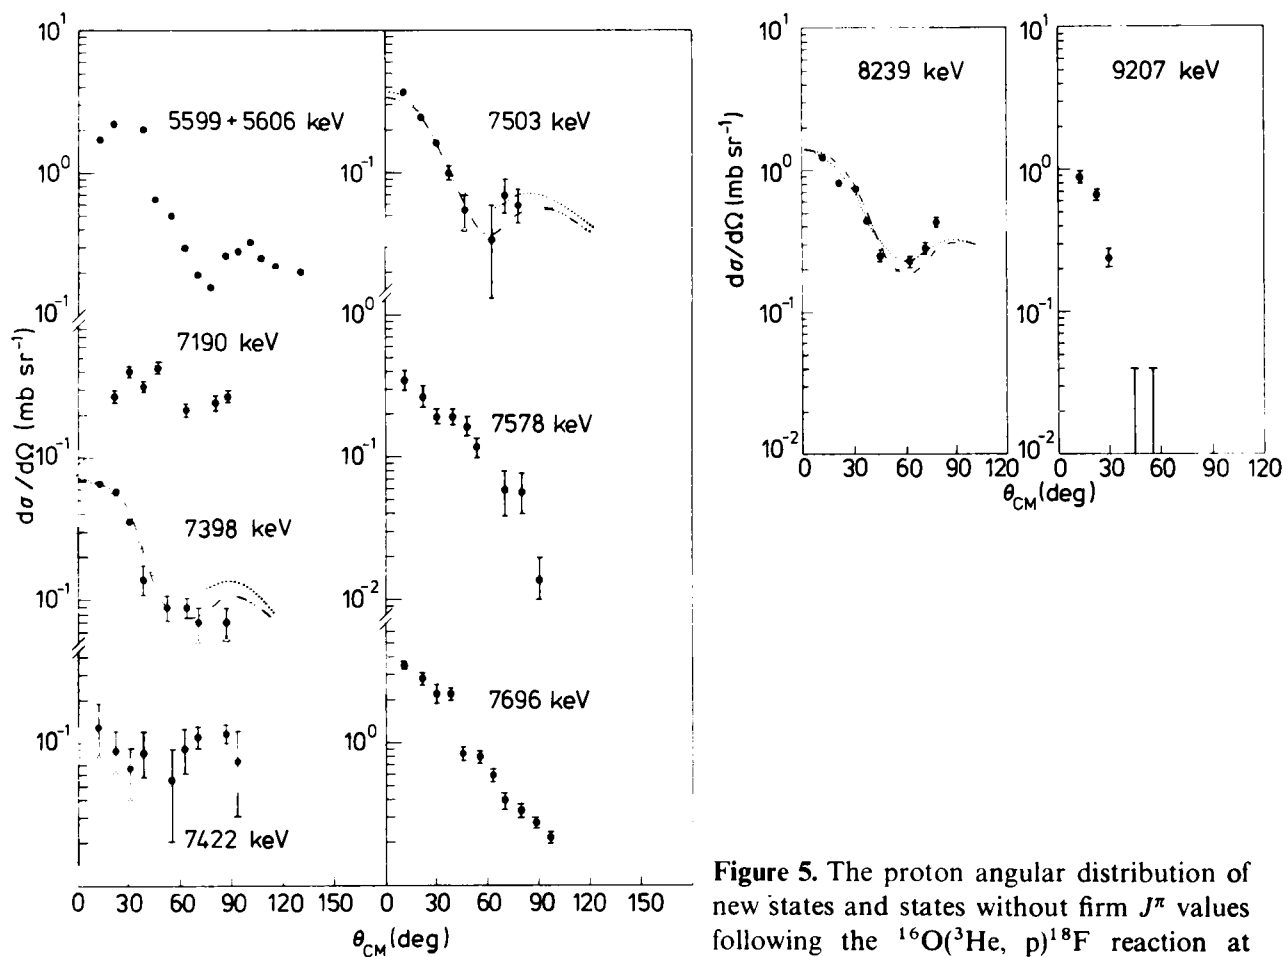 10¹
10⁰
10⁻¹
10⁻¹
10⁻¹
10⁻¹
dσ/dΩ (mb sr⁻¹)
5599 + 5606 keV
7190 keV
7398 keV
7422 keV
0 30 60 90 120 150
θCM(deg)
10⁻¹
10⁰
10⁻¹
10⁻²
10⁰
7503 keV
7578 keV
7696 keV
0 30 60 90 120 150
10¹
10⁰
10⁻¹
10⁻²
dσ/dΩ (mb sr⁻¹)
8239 keV
0 30 60 90 120
10¹
10⁰
10⁻¹
10⁻²
9207 keV
0 30 60 90 120
θCM(deg)
Figure 5. The proton angular distribution of
new states and states without firm Jπ values
following the ¹⁶O(³He, p)¹⁸F reaction at